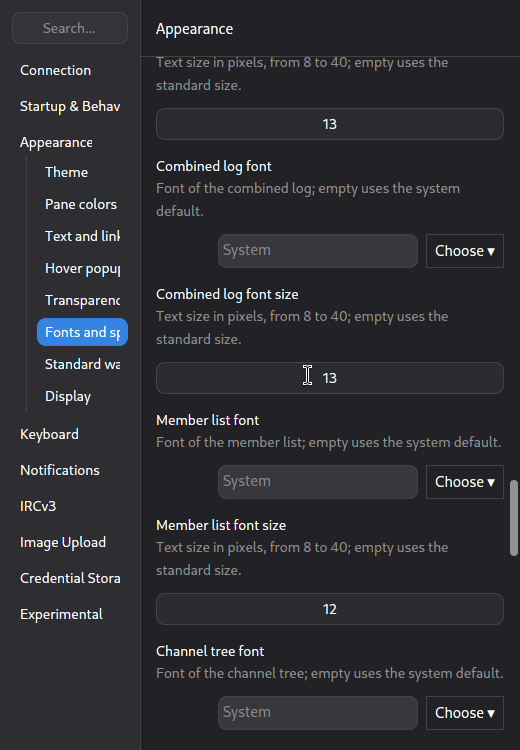 Search...
Connection
Startup & Behav
Appearance
Theme
Pane colors
Text and link
Hover popu
Transparenc
Fonts and sp
Standard wa
Display
Keyboard
Notifications
IRCv3
Image Upload
Credential Stora
Experimental
Appearance
Text size in pixels, from 8 to 40; empty uses the
standard size.
13
Combined log font
Font of the combined log; empty uses the system
default.
System
Choose ▾
Combined log font size
Text size in pixels, from 8 to 40; empty uses the
standard size.
13
Member list font
Font of the member list; empty uses the system default.
System
Choose ▾
Member list font size
Text size in pixels, from 8 to 40; empty uses the
standard size.
12
Channel tree font
Font of the channel tree; empty uses the system default.
System
Choose ▾